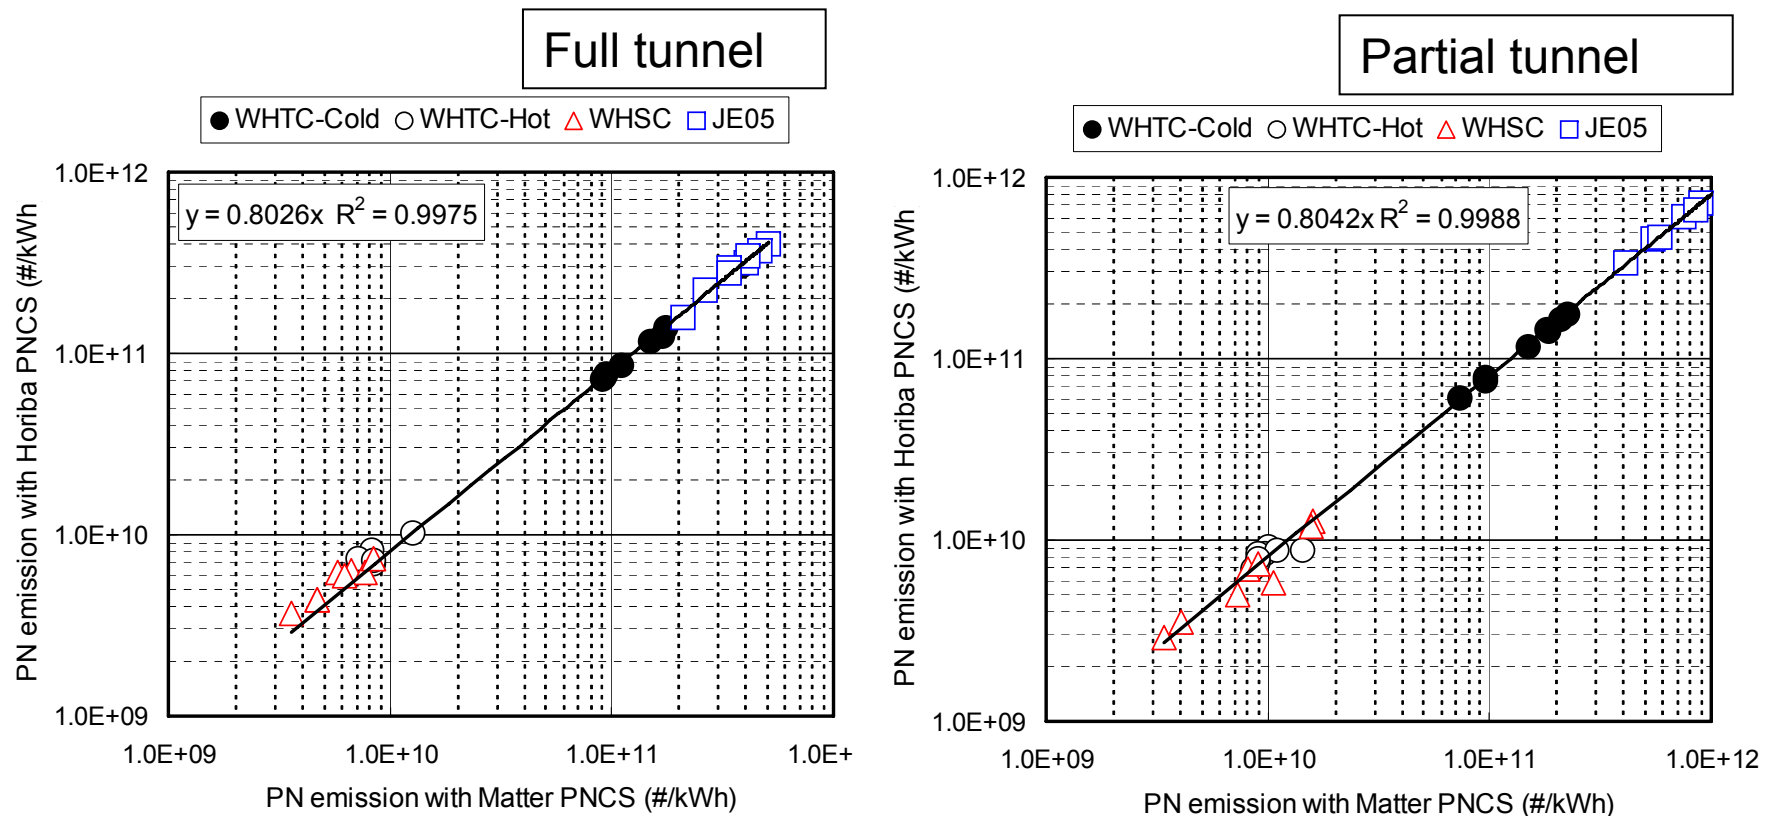 Full tunnel
● WHTC-Cold ○ WHTC-Hot △ WHSC □ JE05
PN emission with Horiba PNCS (#/kWh)
1.0E+12
1.0E+11
1.0E+10
1.0E+09
y = 0.8026x R² = 0.9975
1.0E+09 1.0E+10 1.0E+11 1.0E+
PN emission with Matter PNCS (#/kWh)
Partial tunnel
● WHTC-Cold ○ WHTC-Hot △ WHSC □ JE05
PN emission with Horiba PNCS (#/kWh)
1.0E+12
1.0E+11
1.0E+10
1.0E+09
y = 0.8042x R² = 0.9988
1.0E+09 1.0E+10 1.0E+11 1.0E+12
PN emission with Matter PNCS (#/kWh)